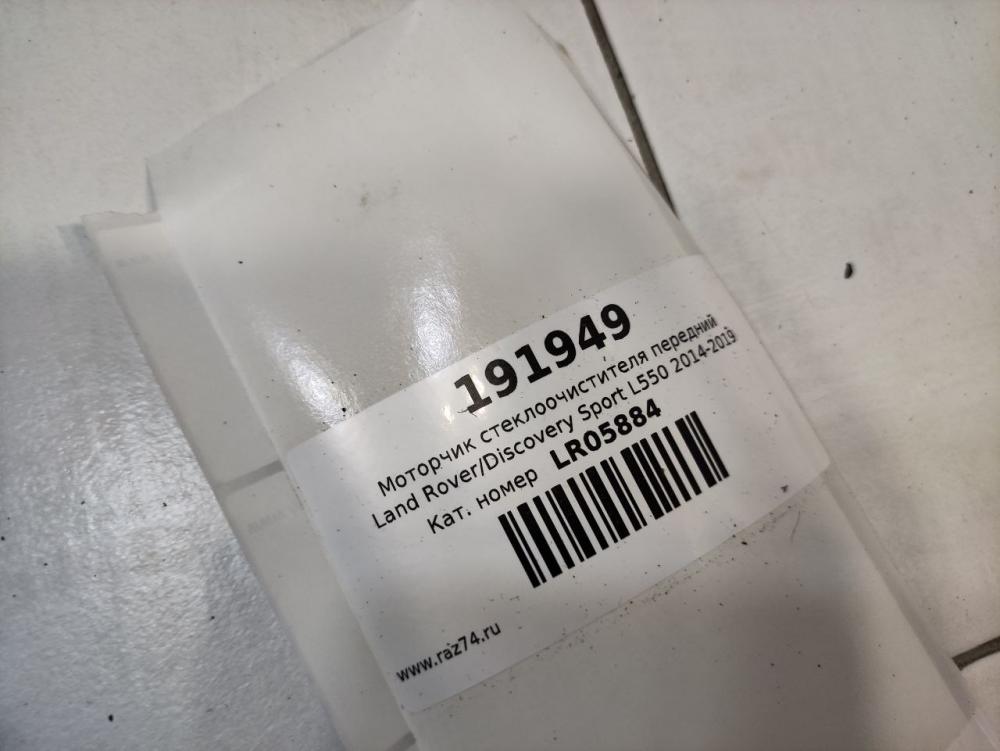 191949
Моторчик стеклоочистителя передний
Land Rover/Discovery Sport L550 2014-2019
Кат. номер LR05884
www.raz74.ru